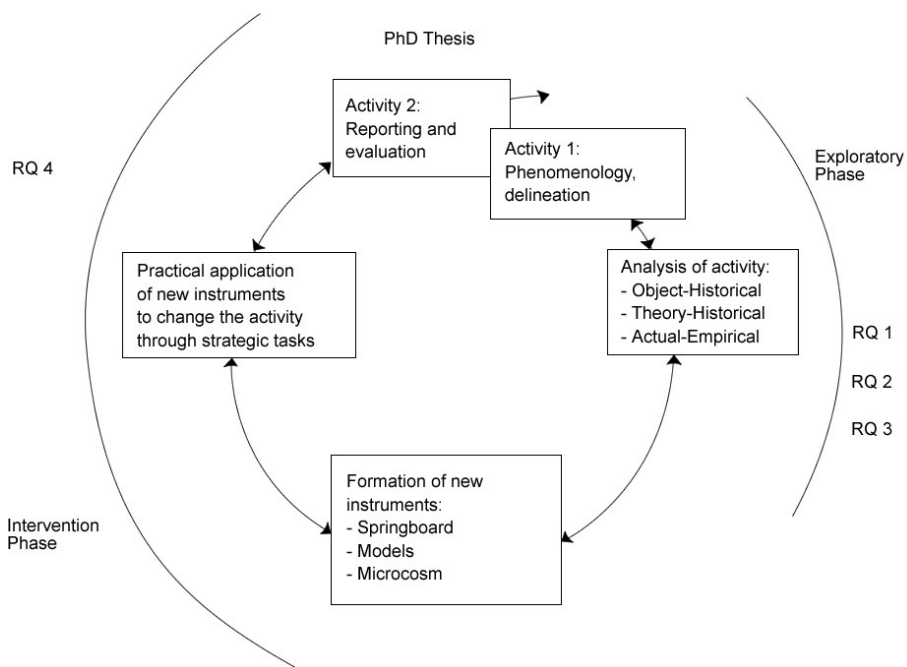 PhD Thesis
Activity 2:
Reporting and
evaluation
Activity 1:
Phenomenology,
delineation
Exploratory
Phase
RQ 4
Analysis of activity:
- Object-Historical
- Theory-Historical
- Actual-Empirical
Practical application
of new instruments
to change the activity
through strategic tasks
RQ 1
RQ 2
RQ 3
Formation of new
instruments:
- Springboard
- Models
- Microcosm
Intervention
Phase